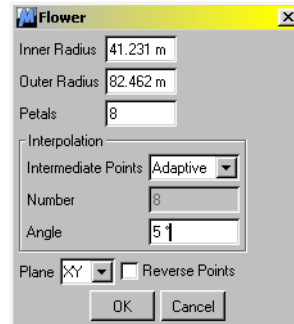 Flower
Inner Radius 41.231 m
Outer Radius 82.462 m
Petals 8
Interpolation
Intermediate Points Adaptive
Number 8
Angle 5 °
Plane XY Reverse Points
OK Cancel